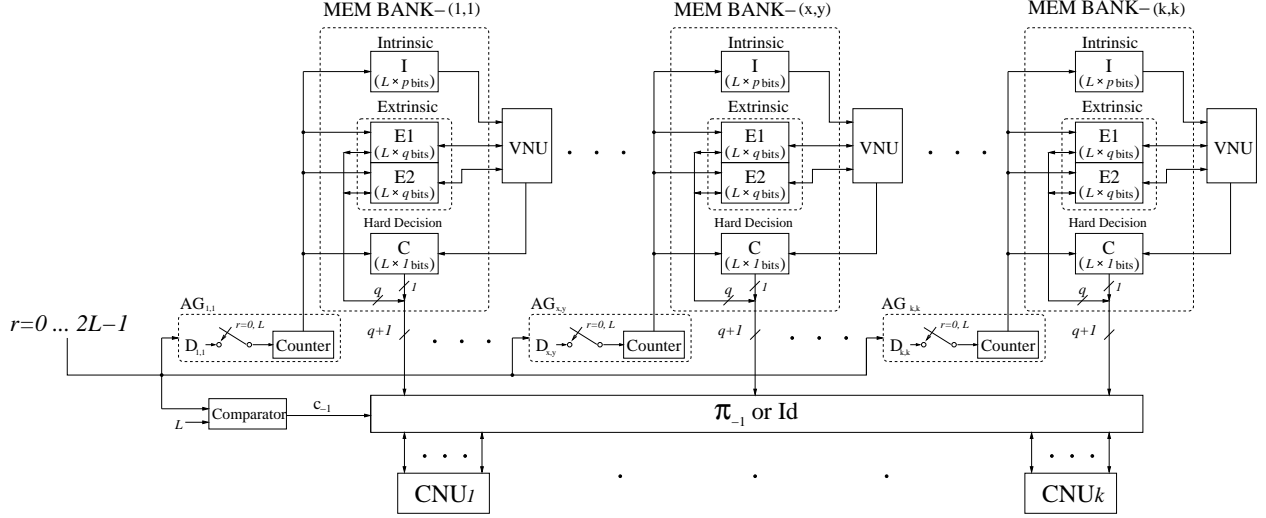 MEM BANK−(1,1)
MEM BANK−(x,y)
MEM BANK−(k,k)
Intrinsic
Intrinsic
Intrinsic
I
(L × p bits)
I
(L × p bits)
I
(L × p bits)
Extrinsic
Extrinsic
Extrinsic
E1
(L × q bits)
E2
(L × q bits)
VNU
. . .
E1
(L × q bits)
E2
(L × q bits)
VNU
. . .
E1
(L × q bits)
E2
(L × q bits)
VNU
Hard Decision
Hard Decision
Hard Decision
C
(L × 1 bits)
C
(L × 1 bits)
C
(L × 1 bits)
q 1
q 1
q 1
AG1,1
AGx,y
AGk,k
r=0 ... 2L−1
r=0, L
D1,1
Counter
q+1
. . .
r=0, L
Dx,y
Counter
q+1
. . .
r=0, L
Dk,k
Counter
q+1
L
Comparator
c−1
π−1 or Id
. . .
. . .
CNU1
. . .
CNUk